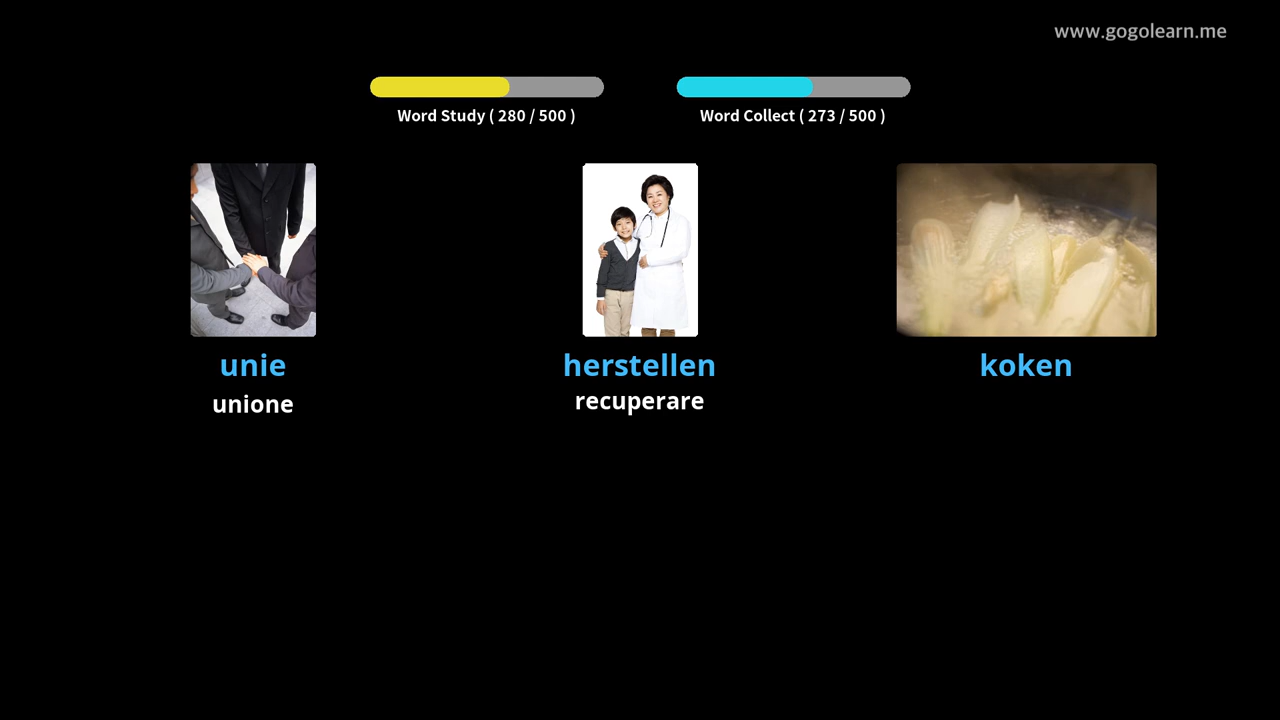 www.gogolearn.me
Word Study ( 280 / 500 )
Word Collect ( 273 / 500 )
unie
herstellen
koken
unione
recuperare